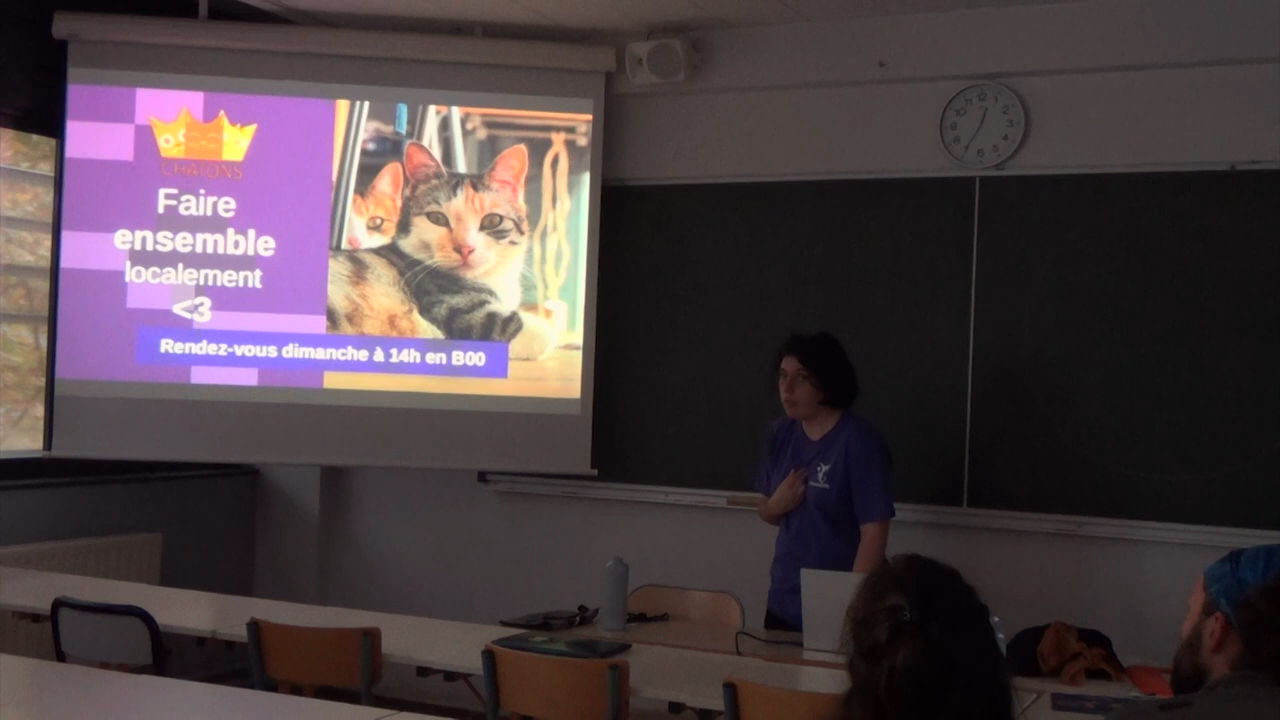 CHATONS
Faire
ensemble
localement
<3
Rendez-vous dimanche à 14h en B00